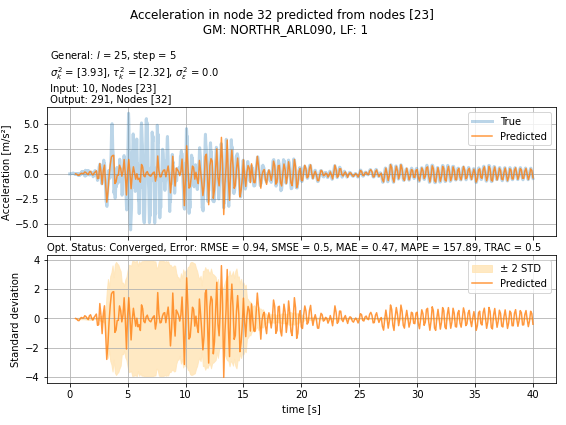 Acceleration in node 32 predicted from nodes [23]
GM: NORTHR_ARL090, LF: 1
General: l = 25, step = 5
σ²ₖ = [3.93], τ²ₖ = [2.32], σ²ε = 0.0
Input: 10, Nodes [23]
Output: 291, Nodes [32]
Acceleration [m/s²]
5.0
2.5
0.0
−2.5
−5.0
True
Predicted
Opt. Status: Converged, Error: RMSE = 0.94, SMSE = 0.5, MAE = 0.47, MAPE = 157.89, TRAC = 0.5
Standard deviation
4
2
0
−2
−4
± 2 STD
Predicted
0 5 10 15 20 25 30 35 40
time [s]